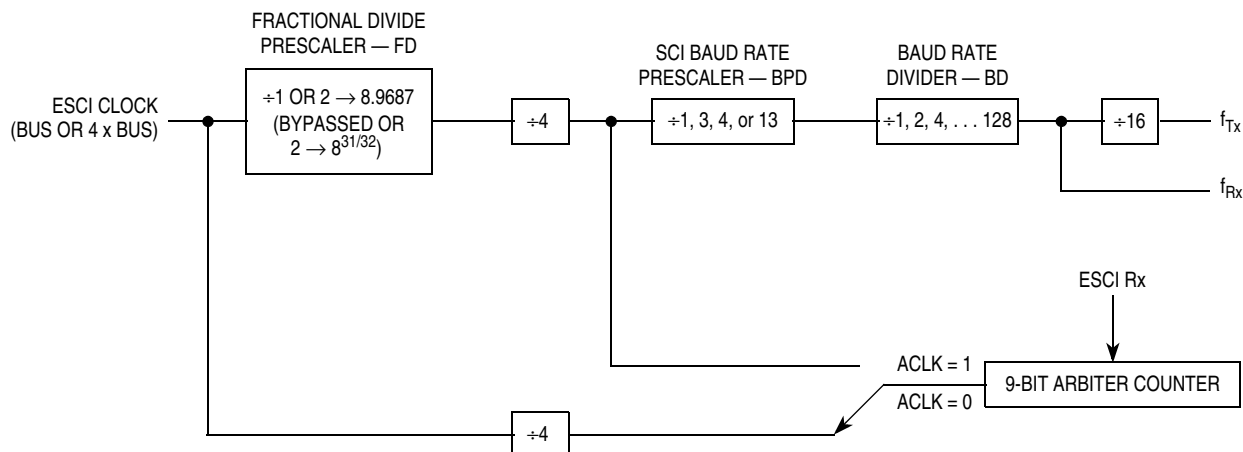 FRACTIONAL DIVIDE
PRESCALER — FD
SCI BAUD RATE
PRESCALER — BPD
BAUD RATE
DIVIDER — BD
ESCI CLOCK
(BUS OR 4 x BUS)
÷1 OR 2 → 8.9687
(BYPASSED OR
2 → 8^31/32)
÷4
÷1, 3, 4, or 13
÷1, 2, 4, . . . 128
÷16
f_Tx
f_Rx
ESCI Rx
ACLK = 1
ACLK = 0
9-BIT ARBITER COUNTER
÷4